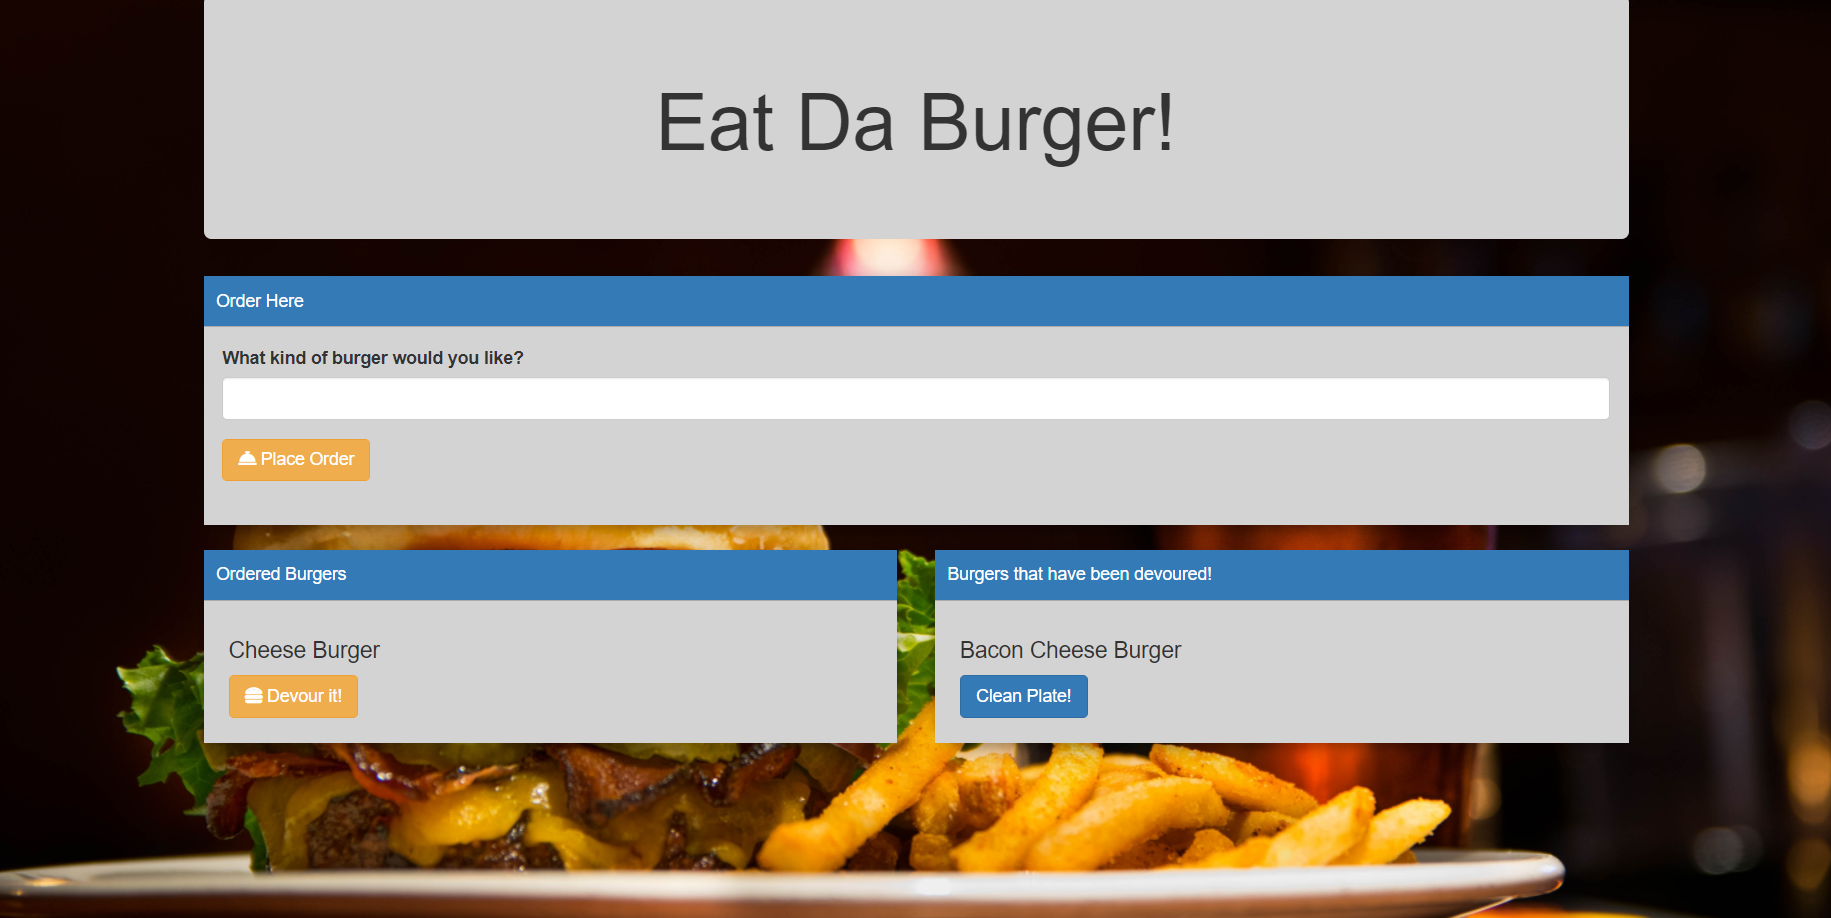 Eat Da Burger!
Order Here
What kind of burger would you like?
Place Order
Ordered Burgers
Cheese Burger
Devour it!
Burgers that have been devoured!
Bacon Cheese Burger
Clean Plate!